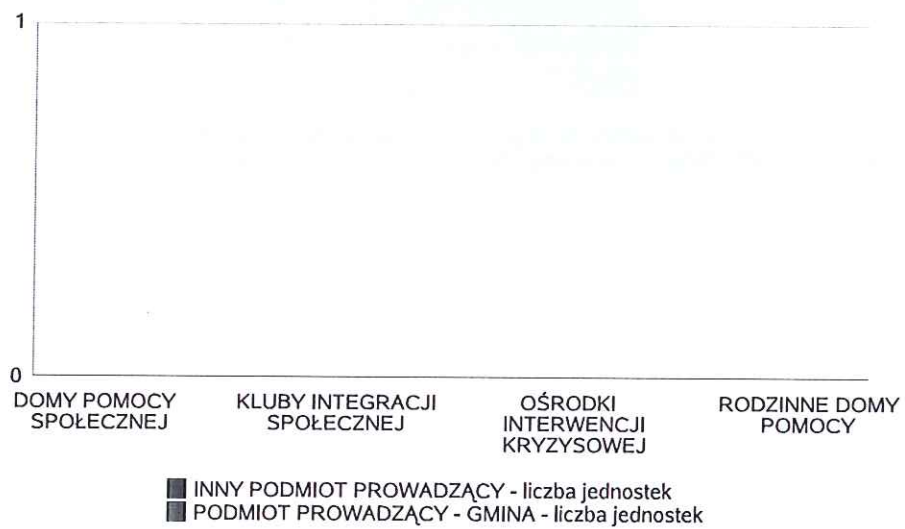 1
0
DOMY POMOCY
SPOŁECZNEJ
KLUBY INTEGRACJI
SPOŁECZNEJ
OŚRODKI
INTERWENCJI
KRYZYSOWEJ
RODZINNE DOMY
POMOCY
INNY PODMIOT PROWADZĄCY - liczba jednostek
PODMIOT PROWADZĄCY - GMINA - liczba jednostek